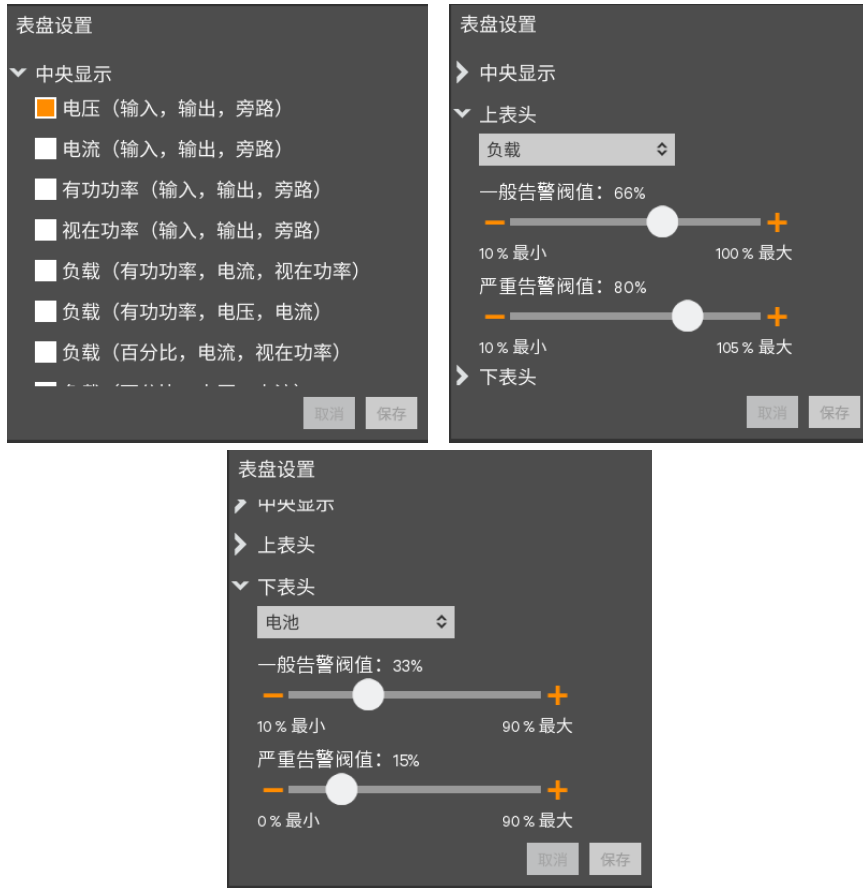 表盘设置
中央显示
电压（输入，输出，旁路）
电流（输入，输出，旁路）
有功功率（输入，输出，旁路）
视在功率（输入，输出，旁路）
负载（有功功率，电流，视在功率）
负载（有功功率，电压，电流）
负载（百分比，电流，视在功率）
取消 保存
表盘设置
中央显示
上表头
负载
一般告警阀值：66%
10 % 最小 100 % 最大
严重告警阀值：80%
10 % 最小 105 % 最大
下表头
取消 保存
表盘设置
中央显示
上表头
下表头
电池
一般告警阀值：33%
10 % 最小 90 % 最大
严重告警阀值：15%
0 % 最小 90 % 最大
取消 保存